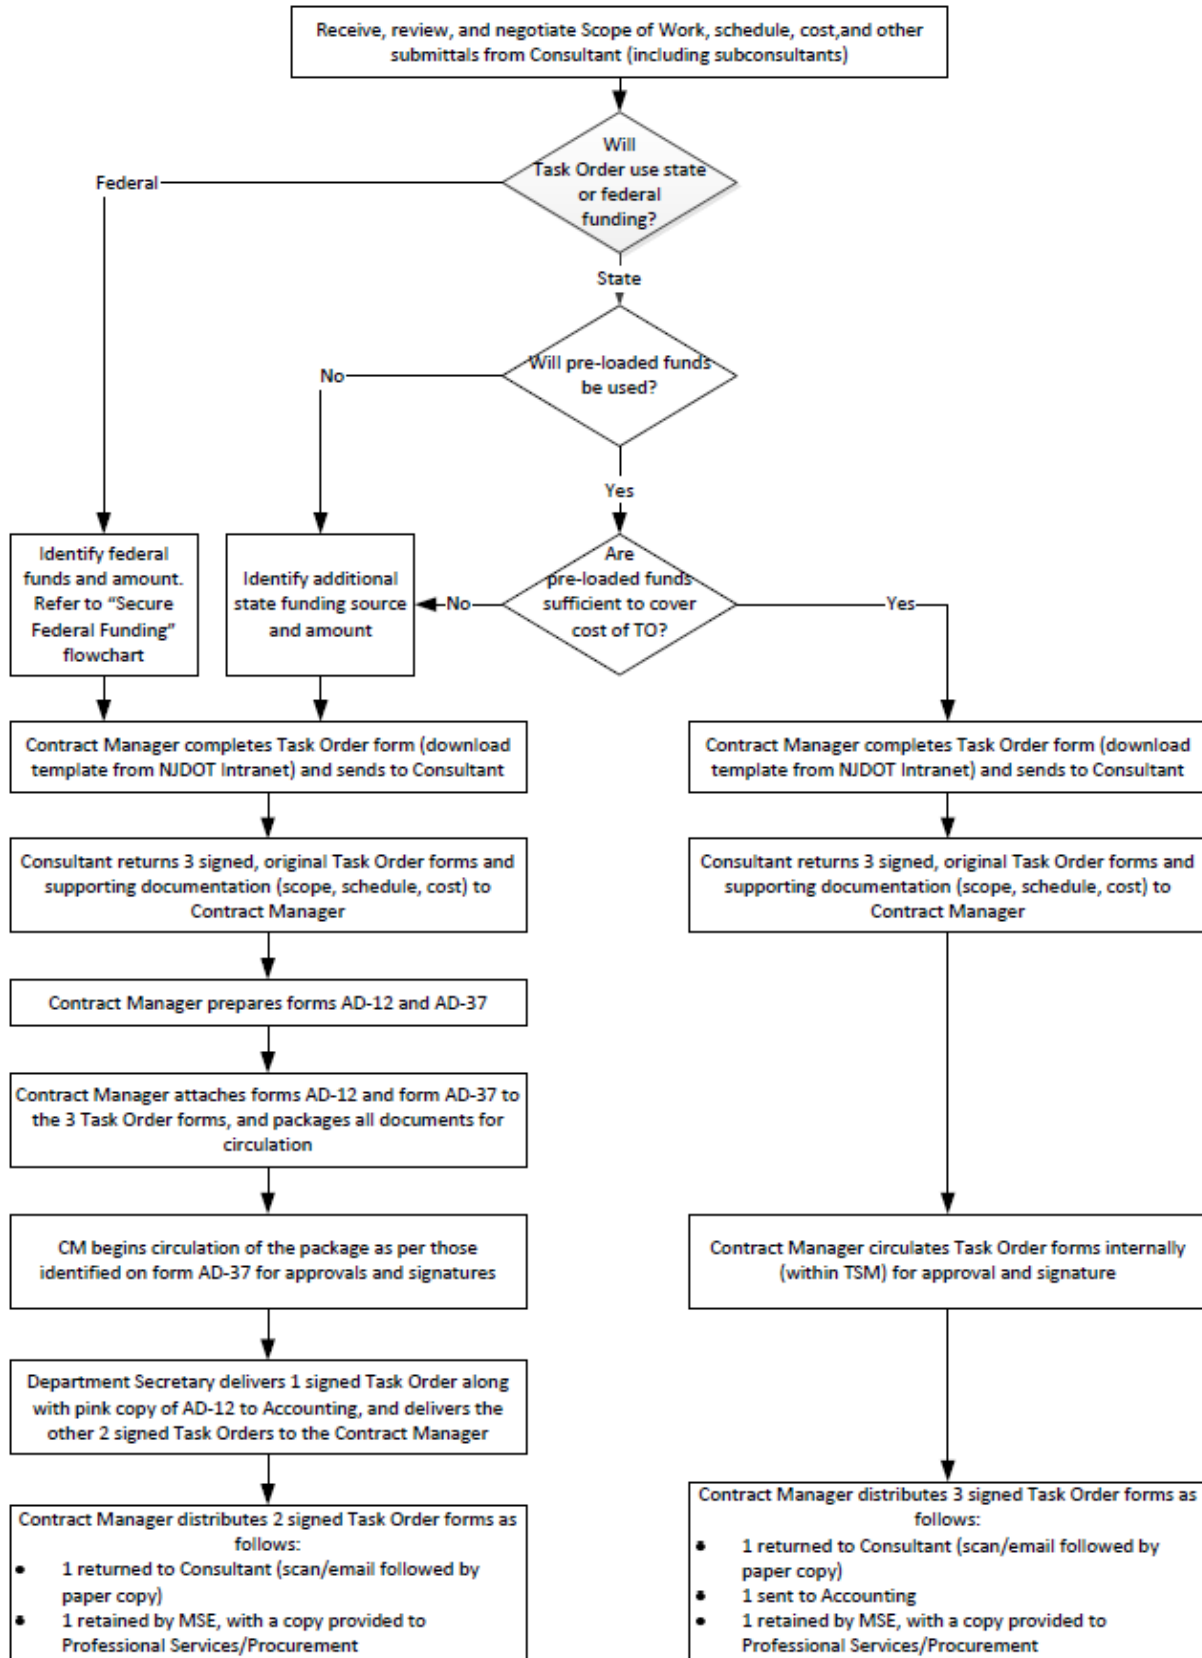 Receive, review, and negotiate Scope of Work, schedule, cost,and other
submittals from Consultant (including subconsultants)
Will
Task Order use state
or federal
funding?
Federal
State
Will pre-loaded funds
be used?
No
Yes
Identify federal
funds and amount.
Refer to “Secure
Federal Funding”
flowchart
Identify additional
state funding source
and amount
No
Are
pre-loaded funds
sufficient to cover
cost of TO?
Yes
Contract Manager completes Task Order form (download
template from NJDOT Intranet) and sends to Consultant
Consultant returns 3 signed, original Task Order forms and
supporting documentation (scope, schedule, cost) to
Contract Manager
Contract Manager prepares forms AD-12 and AD-37
Contract Manager attaches forms AD-12 and form AD-37 to
the 3 Task Order forms, and packages all documents for
circulation
CM begins circulation of the package as per those
identified on form AD-37 for approvals and signatures
Department Secretary delivers 1 signed Task Order along
with pink copy of AD-12 to Accounting, and delivers the
other 2 signed Task Orders to the Contract Manager
Contract Manager distributes 2 signed Task Order forms as
follows:
• 1 returned to Consultant (scan/email followed by
paper copy)
• 1 retained by MSE, with a copy provided to
Professional Services/Procurement
Contract Manager completes Task Order form (download
template from NJDOT Intranet) and sends to Consultant
Consultant returns 3 signed, original Task Order forms and
supporting documentation (scope, schedule, cost) to
Contract Manager
Contract Manager circulates Task Order forms internally
(within TSM) for approval and signature
Contract Manager distributes 3 signed Task Order forms as
follows:
• 1 returned to Consultant (scan/email followed by
paper copy)
• 1 sent to Accounting
• 1 retained by MSE, with a copy provided to
Professional Services/Procurement